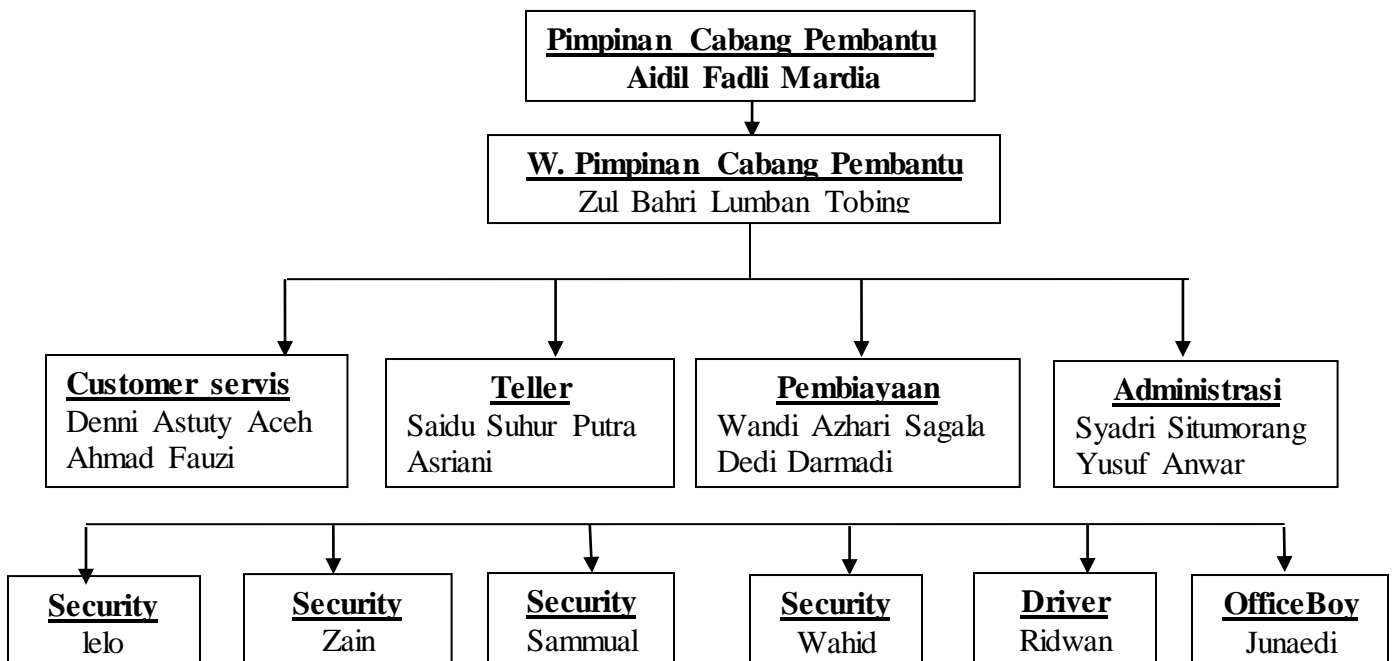 Pimpinan Cabang Pembantu
Aidil Fadli Mardia
W. Pimpinan Cabang Pembantu
Zul Bahri Lumban Tobing
Customer servis
Denni Astuty Aceh
Ahmad Fauzi
Teller
Saidu Suhur Putra
Asriani
Pembiayaan
Wandi Azhari Sagala
Dedi Darmadi
Administrasi
Syadri Situmorang
Yusuf Anwar
Security
lelo
Security
Zain
Security
Sammual
Security
Wahid
Driver
Ridwan
OfficeBoy
Junaedi